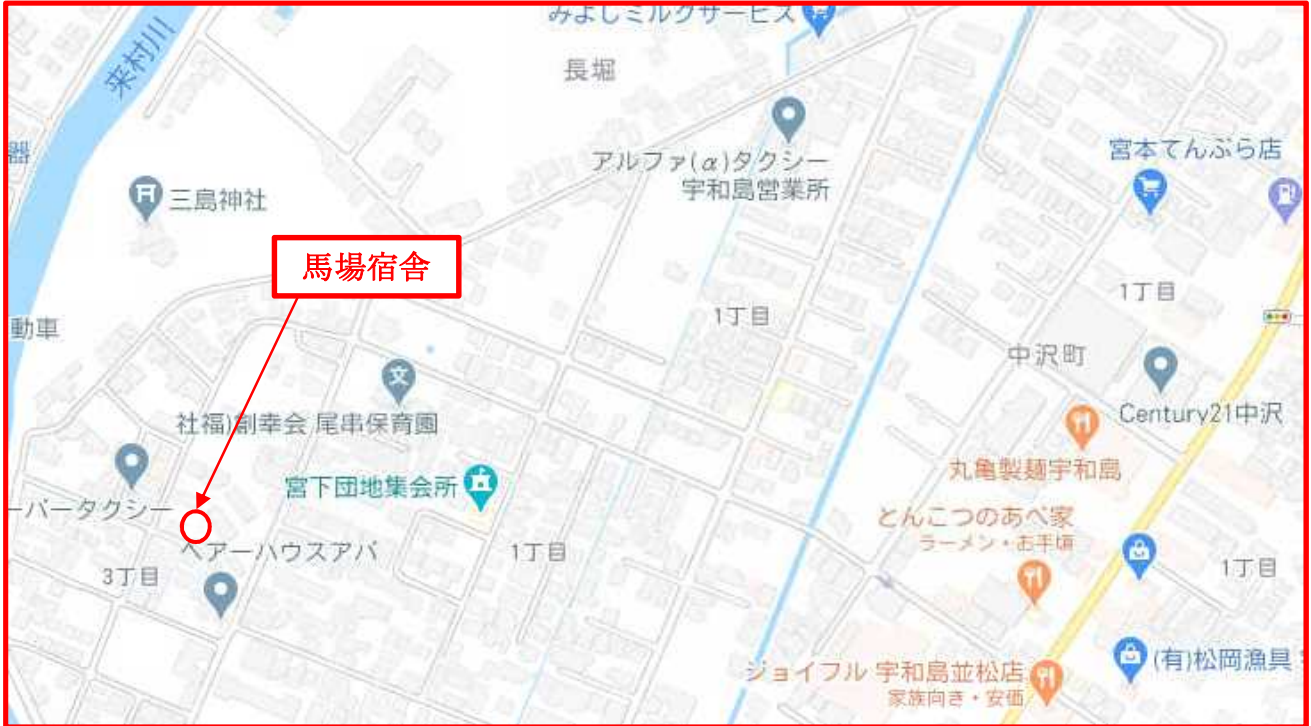 みよしミルクサービス
来村川
長堀
器
アルファ(α)タクシー
宇和島営業所
宮本てんぷら店
三島神社
馬場宿舎
1丁目
1丁目
動車
中沢町
社福)創幸会 尾串保育園
Century21中沢
丸亀製麺宇和島
宮下団地集会所
ーパータクシー
とんこつのあべ家
ラーメン・お手頃
ヘアーハウスアバ
1丁目
1丁目
3丁目
ジョイフル 宇和島並松店
家族向き・安価
(有)松岡漁具
文